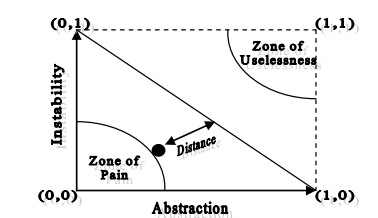 (0,1)
(1,1)
Zone of
Uselessness
Instability
Distance
Zone of
Pain
(0,0)
(1,0)
Abstraction